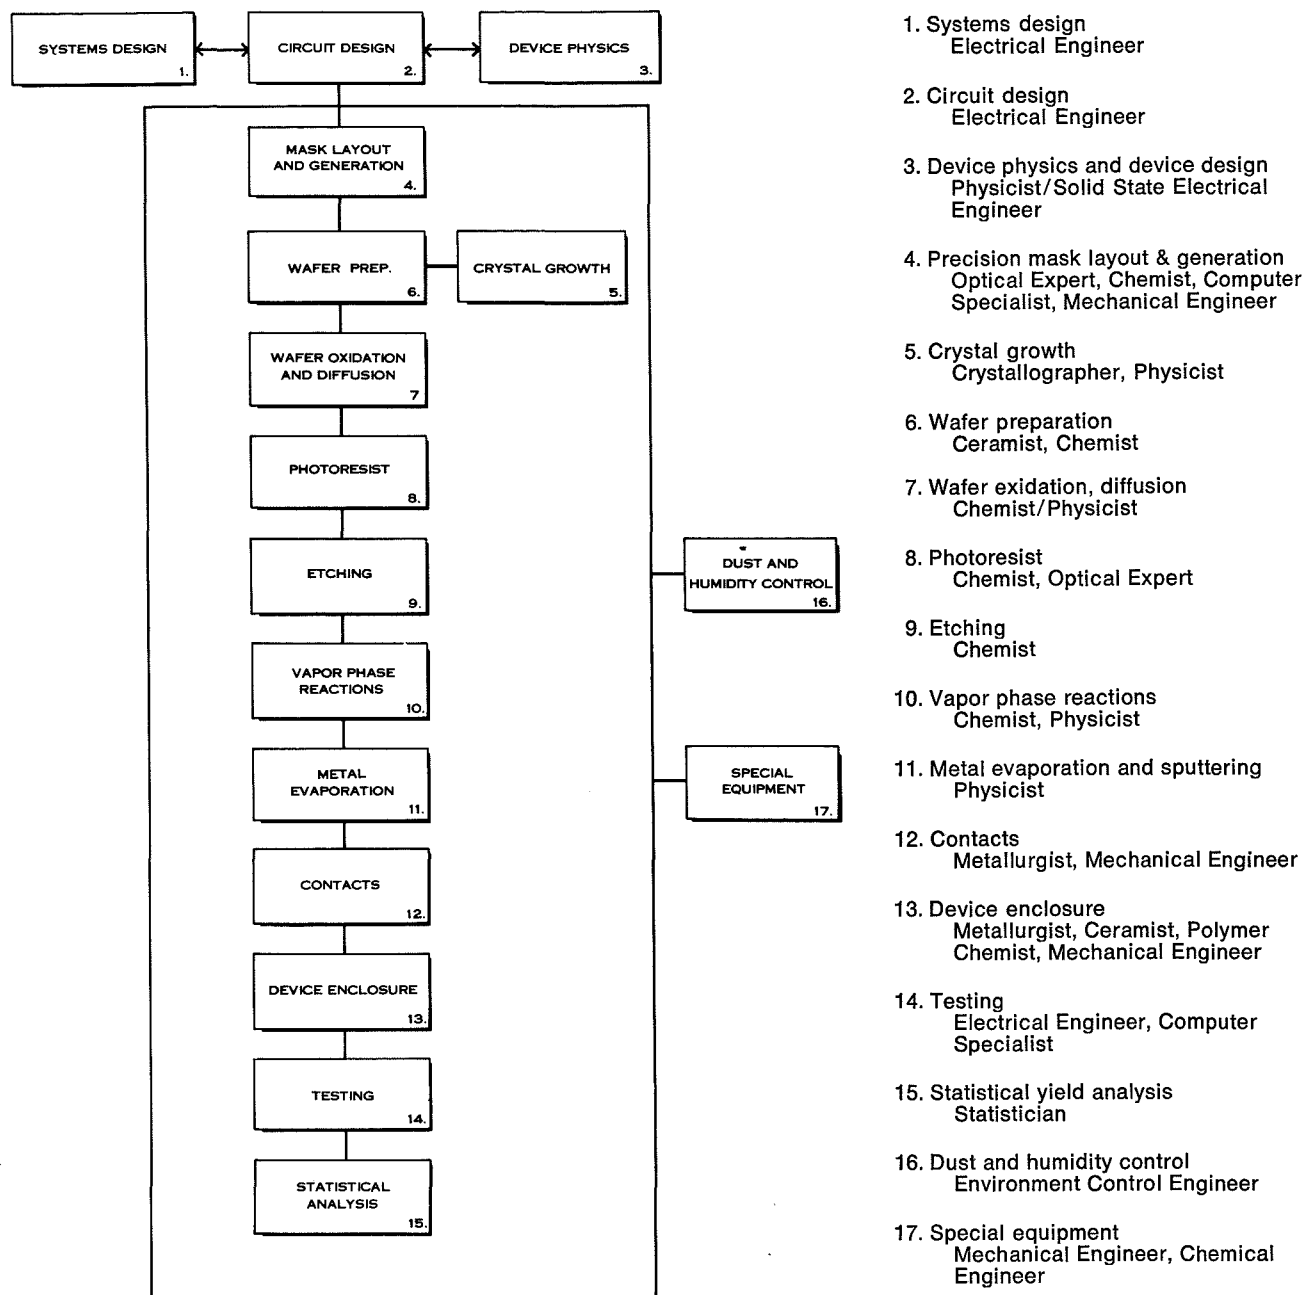 SYSTEMS DESIGN
1.
CIRCUIT DESIGN
2.
DEVICE PHYSICS
3.
MASK LAYOUT
AND GENERATION
4.
WAFER PREP.
6.
CRYSTAL GROWTH
5.
WAFER OXIDATION
AND DIFFUSION
7
PHOTORESIST
8.
ETCHING
9.
VAPOR PHASE
REACTIONS
10.
METAL
EVAPORATION
11.
CONTACTS
12.
DEVICE ENCLOSURE
13.
TESTING
14.
STATISTICAL
ANALYSIS
15.
DUST AND
HUMIDITY CONTROL
16.
SPECIAL
EQUIPMENT
17.
1. Systems design
Electrical Engineer
2. Circuit design
Electrical Engineer
3. Device physics and device design
Physicist/Solid State Electrical
Engineer
4. Precision mask layout & generation
Optical Expert, Chemist, Computer
Specialist, Mechanical Engineer
5. Crystal growth
Crystallographer, Physicist
6. Wafer preparation
Ceramist, Chemist
7. Wafer exidation, diffusion
Chemist/Physicist
8. Photoresist
Chemist, Optical Expert
9. Etching
Chemist
10. Vapor phase reactions
Chemist, Physicist
11. Metal evaporation and sputtering
Physicist
12. Contacts
Metallurgist, Mechanical Engineer
13. Device enclosure
Metallurgist, Ceramist, Polymer
Chemist, Mechanical Engineer
14. Testing
Electrical Engineer, Computer
Specialist
15. Statistical yield analysis
Statistician
16. Dust and humidity control
Environment Control Engineer
17. Special equipment
Mechanical Engineer, Chemical
Engineer